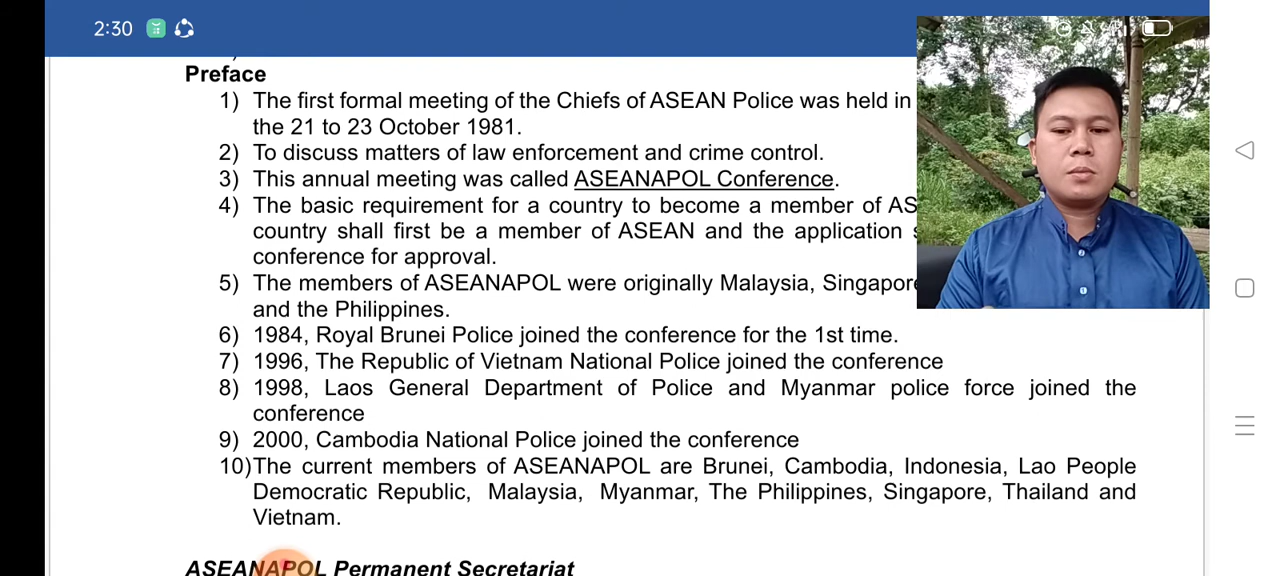 2:30
Preface
1) The first formal meeting of the Chiefs of ASEAN Police was held in
the 21 to 23 October 1981.
2) To discuss matters of law enforcement and crime control.
3) This annual meeting was called ASEANAPOL Conference.
4) The basic requirement for a country to become a member of AS
country shall first be a member of ASEAN and the application s
conference for approval.
5) The members of ASEANAPOL were originally Malaysia, Singapore
and the Philippines.
6) 1984, Royal Brunei Police joined the conference for the 1st time.
7) 1996, The Republic of Vietnam National Police joined the conference
8) 1998, Laos General Department of Police and Myanmar police force joined the
conference
9) 2000, Cambodia National Police joined the conference
10)The current members of ASEANAPOL are Brunei, Cambodia, Indonesia, Lao People
Democratic Republic, Malaysia, Myanmar, The Philippines, Singapore, Thailand and
Vietnam.
ASEANAPOL Permanent Secretariat